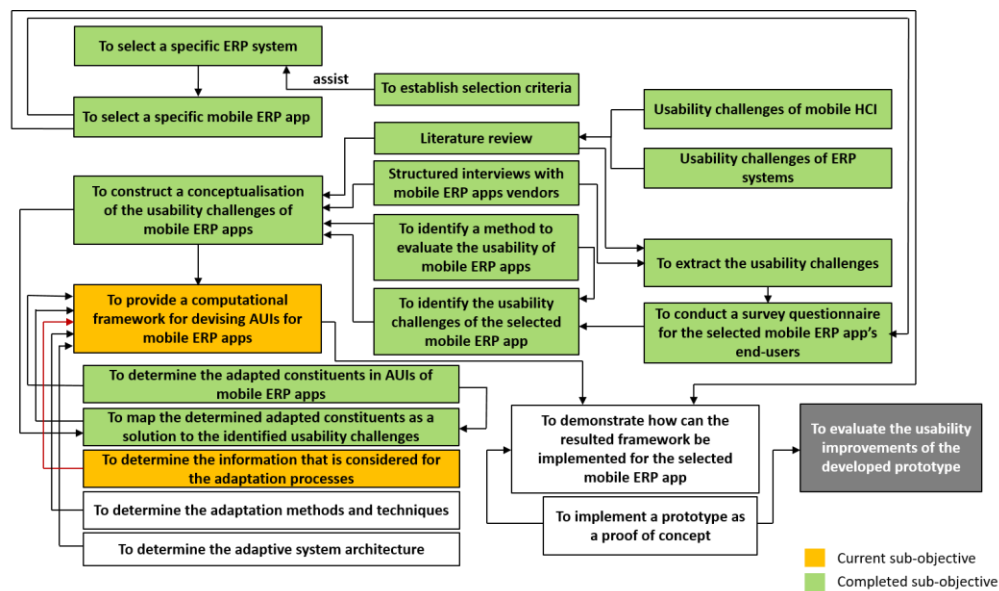 To select a specific ERP system
assist
To establish selection criteria
To select a specific mobile ERP app
Usability challenges of mobile HCI
Literature review
Usability challenges of ERP
systems
Structured interviews with
mobile ERP apps vendors
To construct a conceptualisation
of the usability challenges of
mobile ERP apps
To identify a method to
evaluate the usability of
mobile ERP apps
To extract the usability challenges
To provide a computational
framework for devising AUIs for
mobile ERP apps
To identify the usability
challenges of the selected
mobile ERP app
To conduct a survey questionnaire
for the selected mobile ERP app’s
end-users
To determine the adapted constituents in AUIs of
mobile ERP apps
To map the determined adapted constituents as a
solution to the identified usability challenges
To determine the information that is considered for
the adaptation processes
To determine the adaptation methods and techniques
To determine the adaptive system architecture
To demonstrate how can the
resulted framework be
implemented for the selected
mobile ERP app
To implement a prototype as
a proof of concept
To evaluate the usability
improvements of the
developed prototype
Current sub-objective
Completed sub-objective